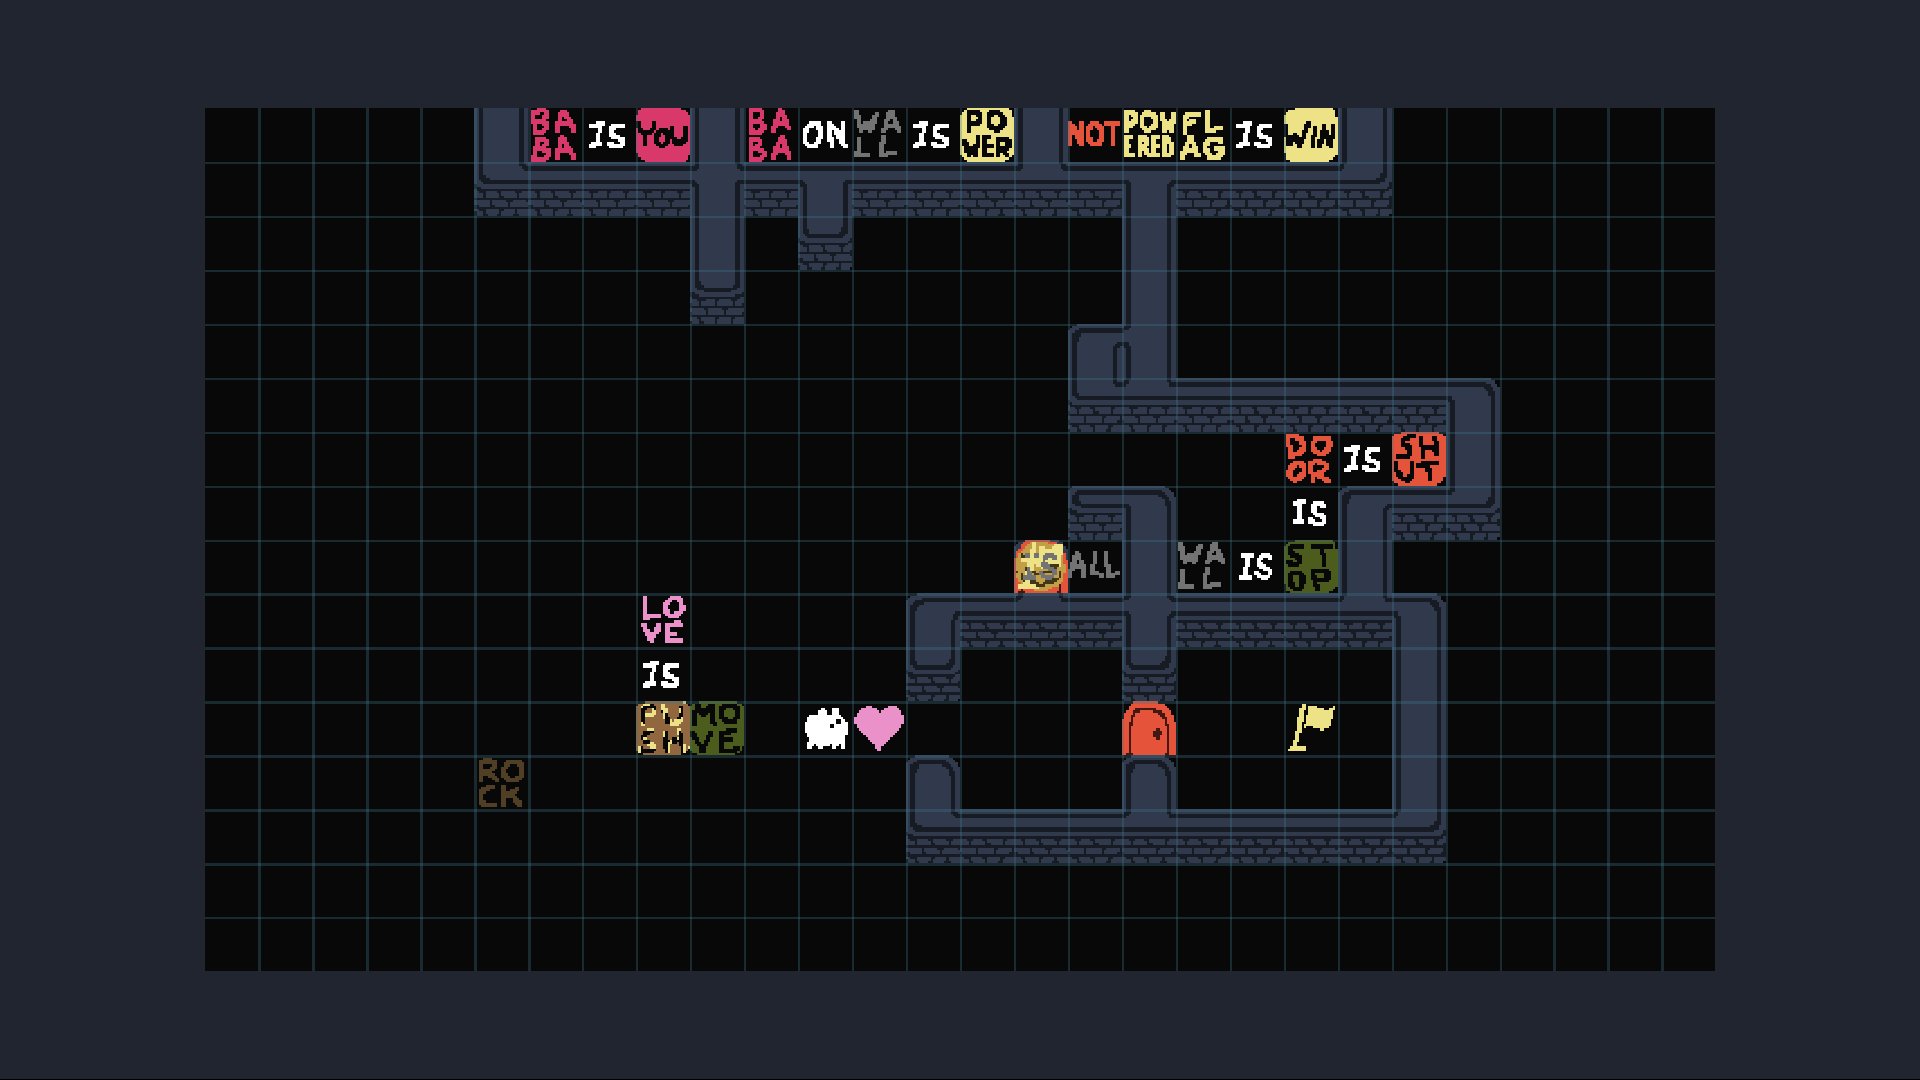 BABA IS YOU BABA ON WALL IS POWER NOT POWERED FLAG IS WIN
DOOR IS SHUT
IS
ALL WALL IS STOP
LOVE
IS
PUSH MOVE
ROCK